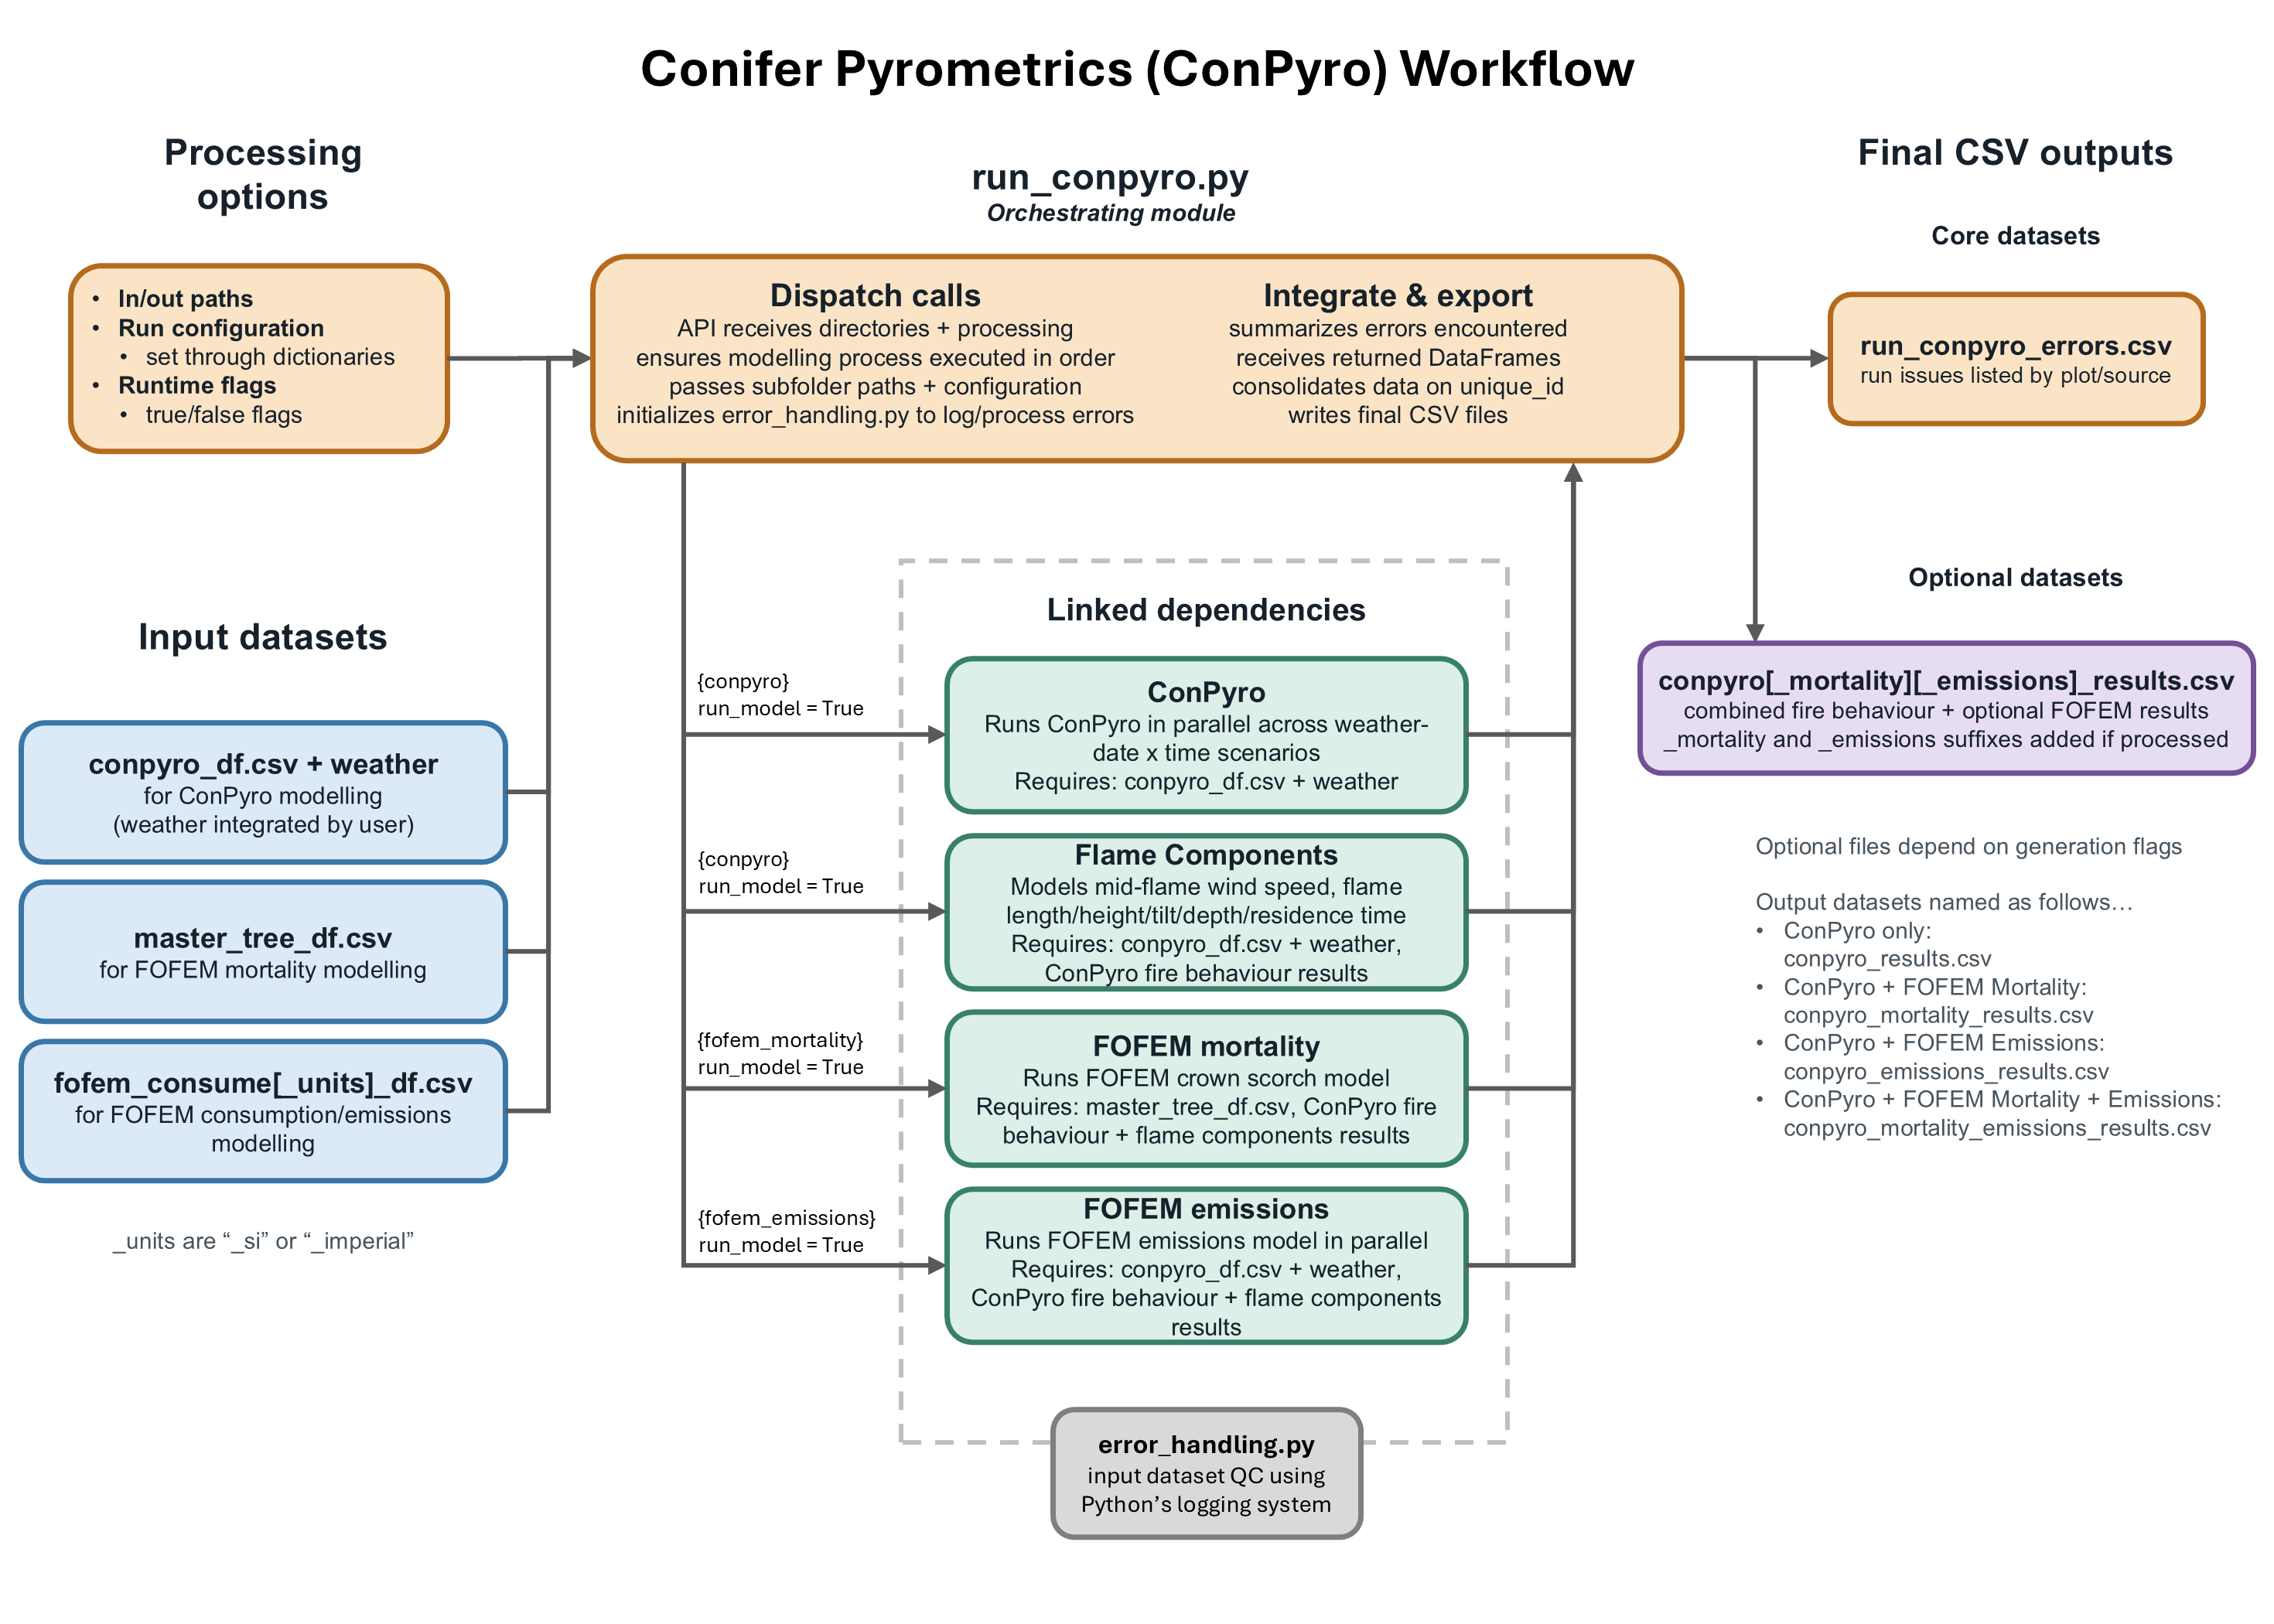 Conifer Pyrometrics (ConPyro) Workflow
Processing
options
• In/out paths
• Run configuration
• set through dictionaries
• Runtime flags
• true/false flags
Input datasets
conpyro_df.csv + weather
for ConPyro modelling
(weather integrated by user)
master_tree_df.csv
for FOFEM mortality modelling
fofem_consume[_units]_df.csv
for FOFEM consumption/emissions
modelling
_units are “_si” or “_imperial”
run_conpyro.py
Orchestrating module
Dispatch calls
API receives directories + processing
ensures modelling process executed in order
passes subfolder paths + configuration
initializes error_handling.py to log/process errors
Integrate & export
summarizes errors encountered
receives returned DataFrames
consolidates data on unique_id
writes final CSV files
Linked dependencies
{conpyro}
run_model = True
ConPyro
Runs ConPyro in parallel across weather-
date x time scenarios
Requires: conpyro_df.csv + weather
{conpyro}
run_model = True
Flame Components
Models mid-flame wind speed, flame
length/height/tilt/depth/residence time
Requires: conpyro_df.csv + weather,
ConPyro fire behaviour results
{fofem_mortality}
run_model = True
FOFEM mortality
Runs FOFEM crown scorch model
Requires: master_tree_df.csv, ConPyro fire
behaviour + flame components results
{fofem_emissions}
run_model = True
FOFEM emissions
Runs FOFEM emissions model in parallel
Requires: conpyro_df.csv + weather,
ConPyro fire behaviour + flame components
results
error_handling.py
input dataset QC using
Python’s logging system
Final CSV outputs
Core datasets
run_conpyro_errors.csv
run issues listed by plot/source
Optional datasets
conpyro[_mortality][_emissions]_results.csv
combined fire behaviour + optional FOFEM results
_mortality and _emissions suffixes added if processed
Optional files depend on generation flags
Output datasets named as follows…
• ConPyro only:
conpyro_results.csv
• ConPyro + FOFEM Mortality:
conpyro_mortality_results.csv
• ConPyro + FOFEM Emissions:
conpyro_emissions_results.csv
• ConPyro + FOFEM Mortality + Emissions:
conpyro_mortality_emissions_results.csv